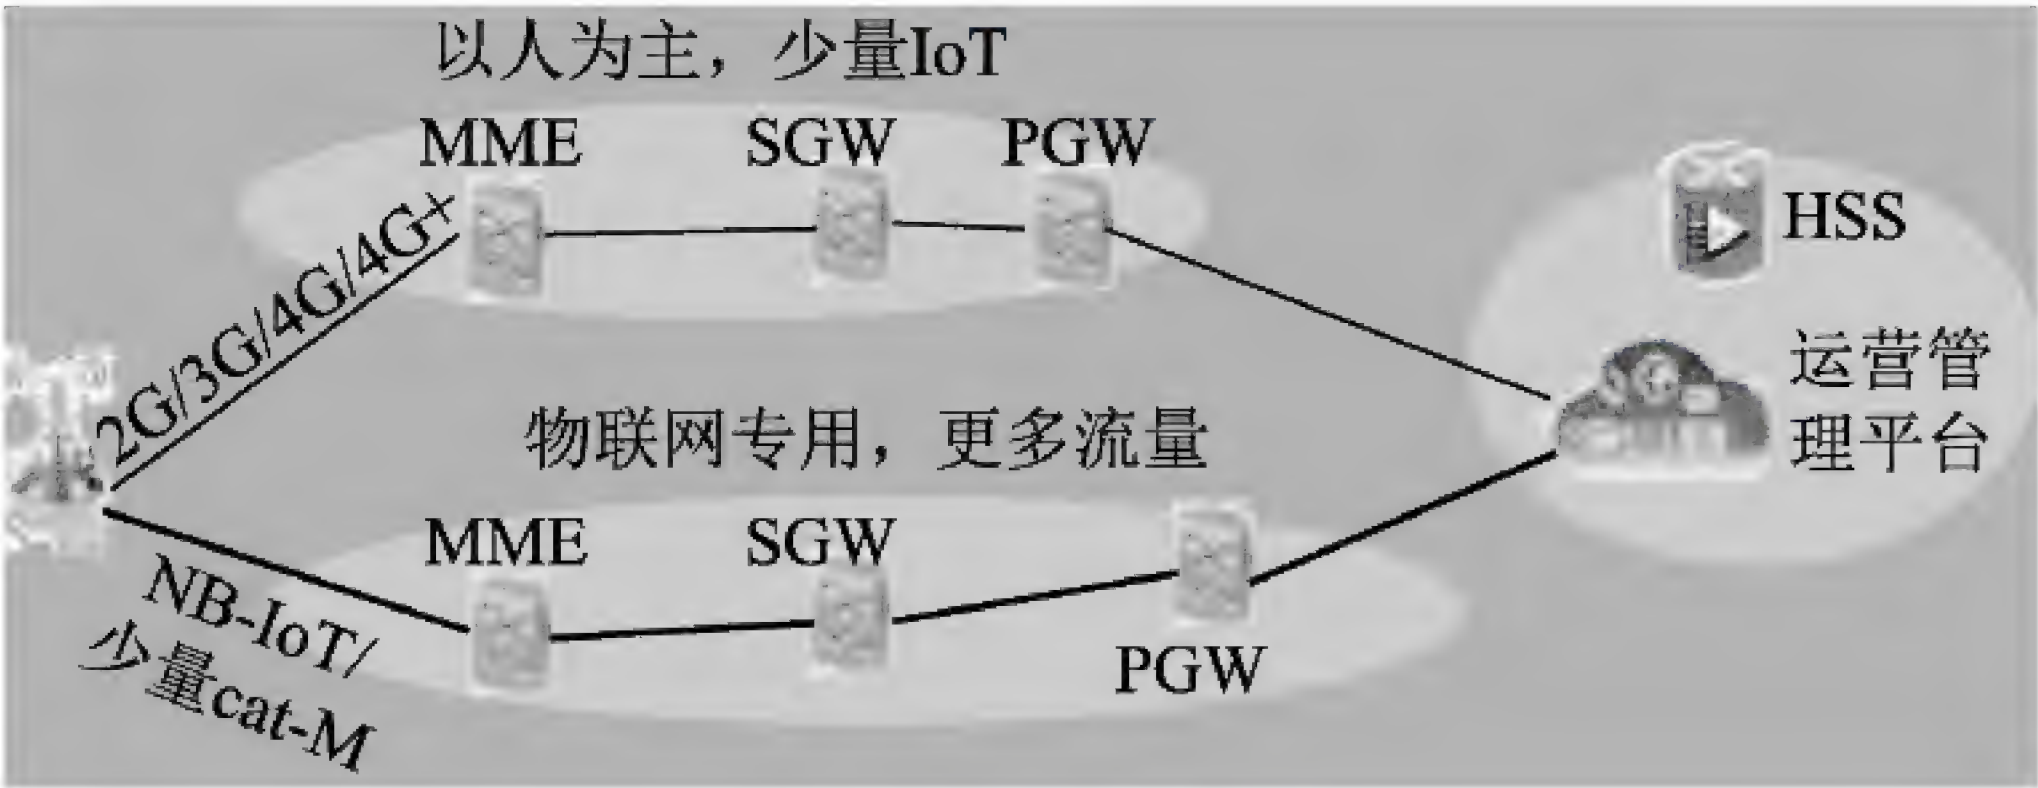 以人为主，少量IoT
MME
SGW
PGW
HSS
2G/3G/4G/4G+
运营管
理平台
物联网专用，更多流量
MME
SGW
PGW
NB-IoT/
少量cat-M